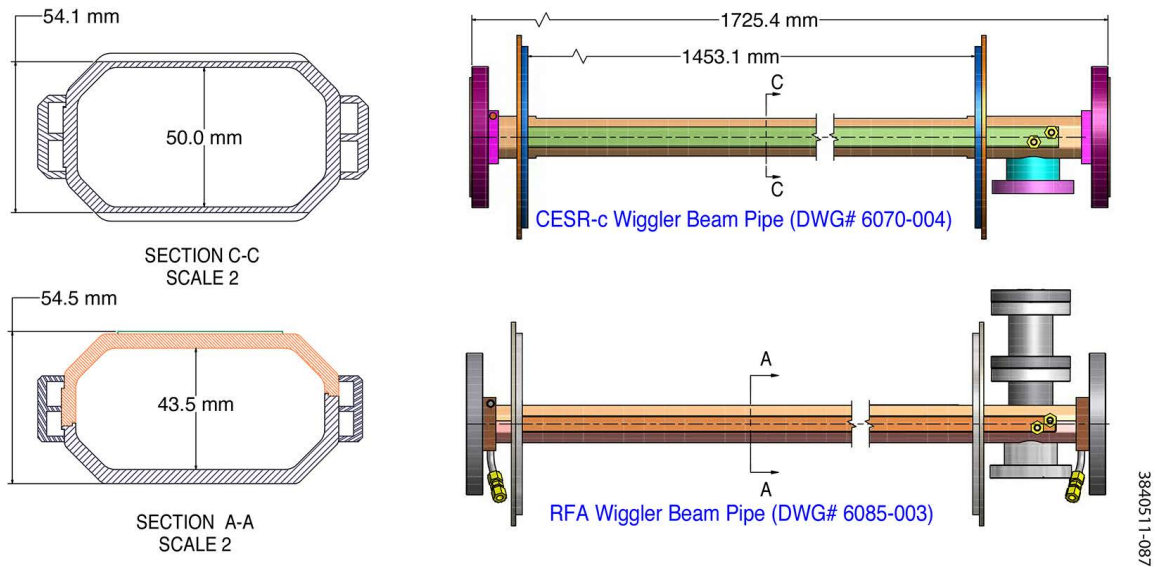 54.1 mm
50.0 mm
SECTION C-C
SCALE 2
1725.4 mm
1453.1 mm
C
C
CESR-c Wiggler Beam Pipe (DWG# 6070-004)
54.5 mm
43.5 mm
SECTION A-A
SCALE 2
A
A
RFA Wiggler Beam Pipe (DWG# 6085-003)
3840511-087